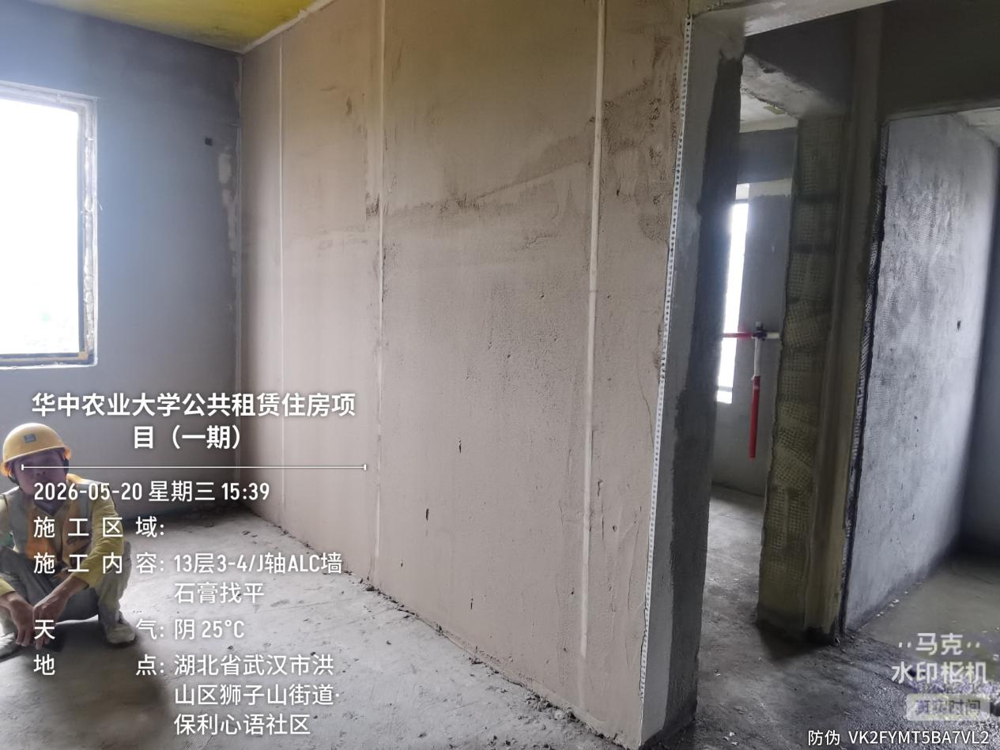 华中农业大学公共租赁住房项
目（一期）
2026-05-20 星期三 15:39
施工区域:
施工内容: 13层3-4/J轴ALC墙
石膏找平
天气: 阴 25°C
地点: 湖北省武汉市洪
山区狮子山街道·
保利心语社区
马克
水印相机
真实时间
防伪 VK2FYMT5BA7VL2